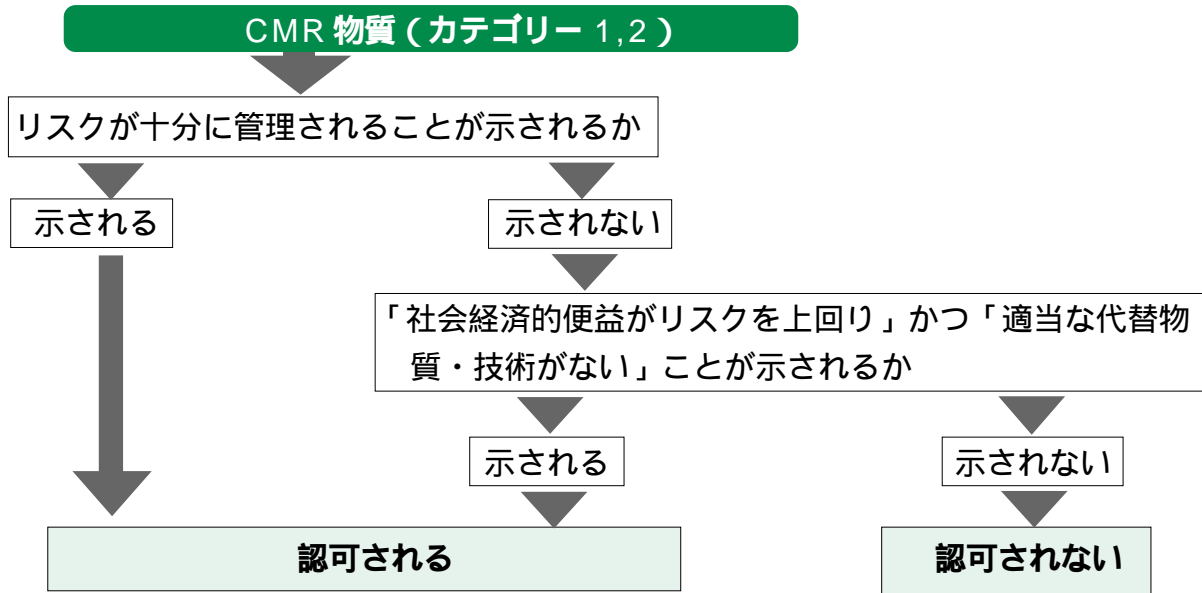 CMR 物質（カテゴリー 1,2）
リスクが十分に管理されることが示されるか
示される
示されない
「社会経済的便益がリスクを上回り」かつ「適当な代替物
質・技術がない」ことが示されるか
示される
示されない
認可される
認可されない